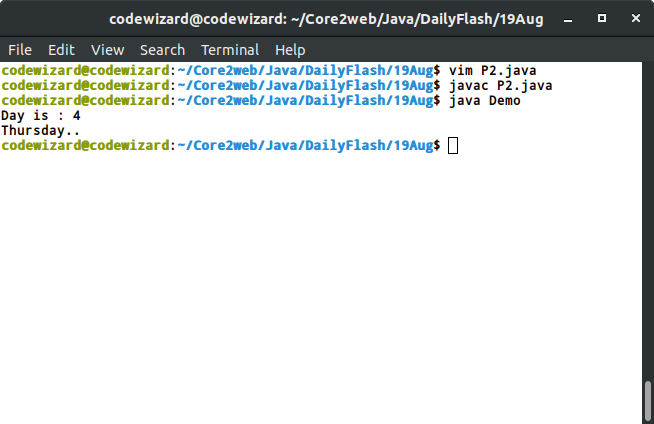 codewizard@codewizard: ~/Core2web/Java/DailyFlash/19Aug
File Edit View Search Terminal Help
codewizard@codewizard:~/Core2web/Java/DailyFlash/19Aug$ vim P2.java
codewizard@codewizard:~/Core2web/Java/DailyFlash/19Aug$ javac P2.java
codewizard@codewizard:~/Core2web/Java/DailyFlash/19Aug$ java Demo
Day is : 4
Thursday..
codewizard@codewizard:~/Core2web/Java/DailyFlash/19Aug$